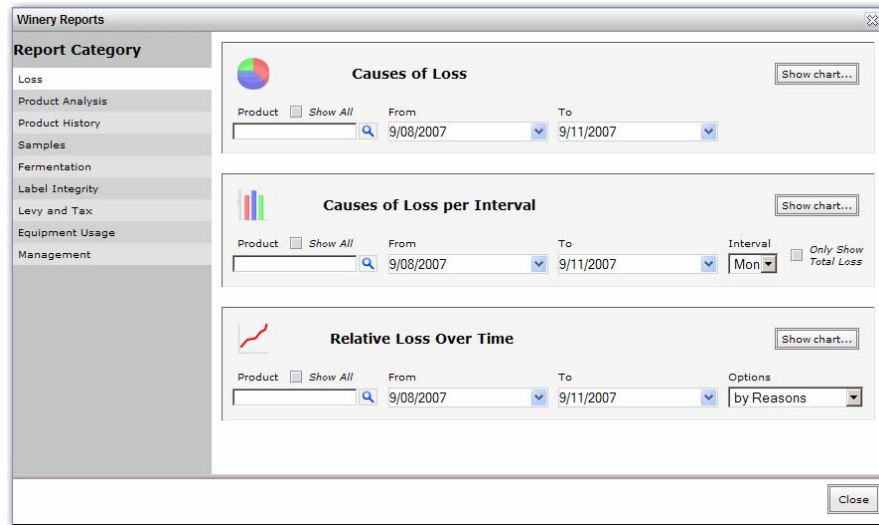 Winery Reports
Report Category
Loss
Product Analysis
Product History
Samples
Fermentation
Label Integrity
Levy and Tax
Equipment Usage
Management
Causes of Loss
Show chart...
Product Show All From To
9/08/2007 9/11/2007
Causes of Loss per Interval
Show chart...
Product Show All From To Interval
Only Show
Total Loss
9/08/2007 9/11/2007 Mon
Relative Loss Over Time
Show chart...
Product Show All From To Options
9/08/2007 9/11/2007 by Reasons
Close